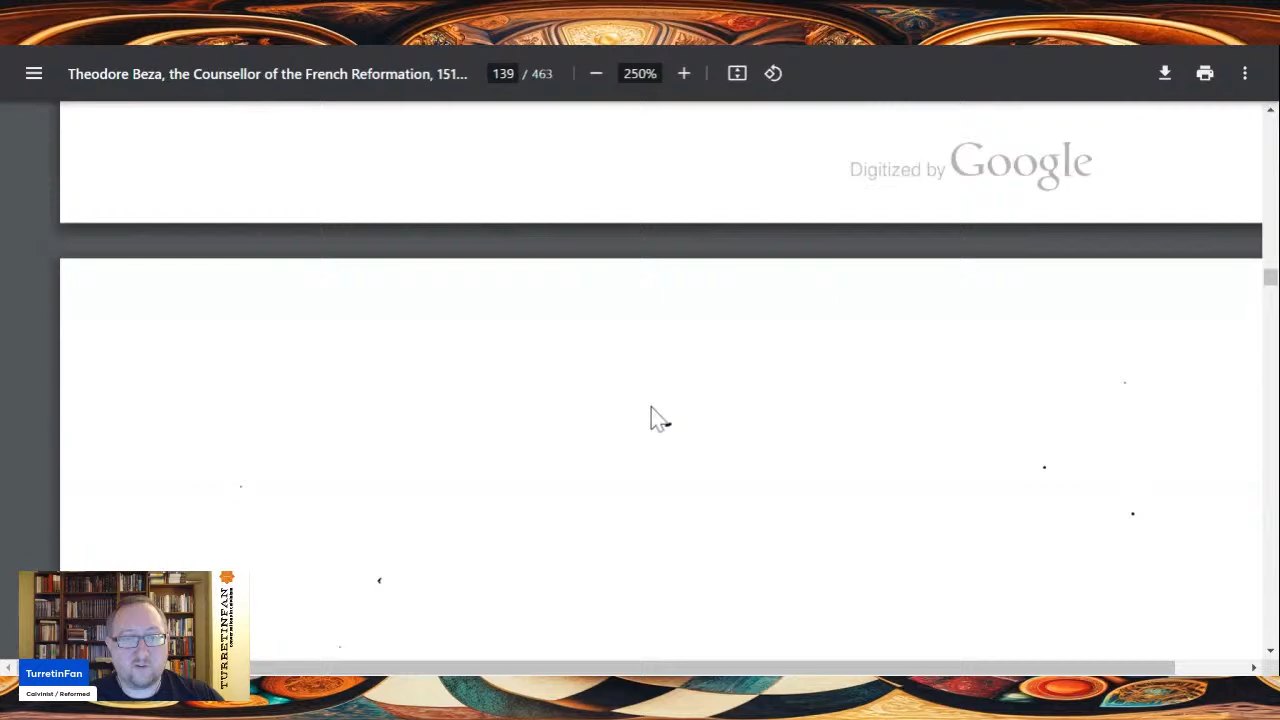 Theodore Beza, the Counsellor of the French Reformation, 151... 139 / 463 250%
Digitized by Google
TURRETINFAN
TurretinFan
Calvinist / Reformed